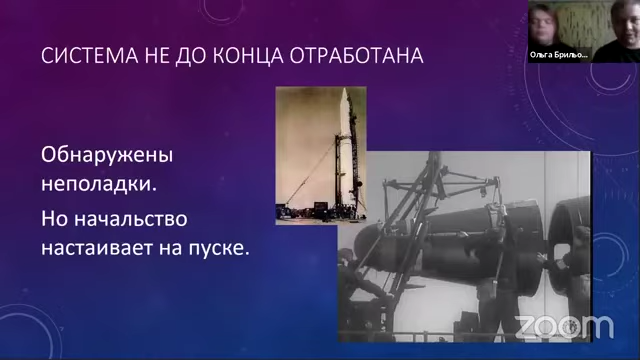 Ольга Брильо...
СИСТЕМА НЕ ДО КОНЦА ОТРАБОТАНА
Обнаружены
неполадки.
Но начальство
настаивает на пуске.
zoom